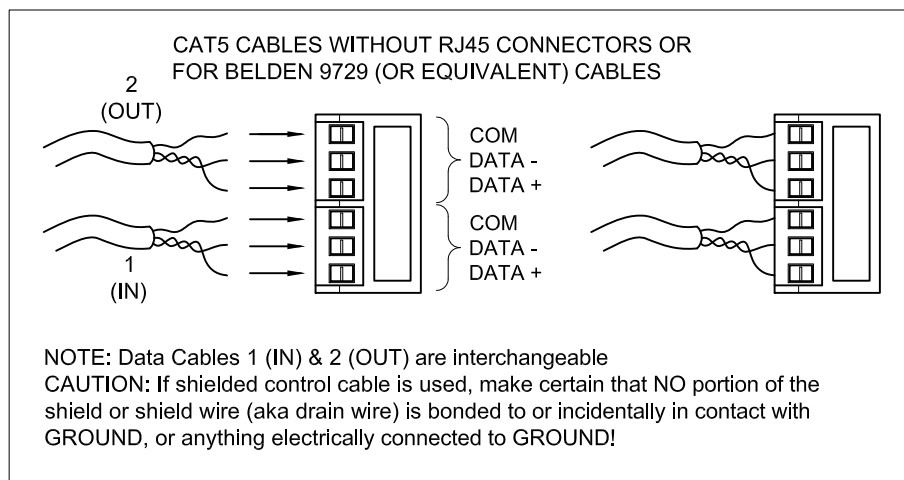 CAT5 CABLES WITHOUT RJ45 CONNECTORS OR
FOR BELDEN 9729 (OR EQUIVALENT) CABLES
2
(OUT)
COM
DATA -
DATA +
COM
DATA -
DATA +
1
(IN)
NOTE: Data Cables 1 (IN) & 2 (OUT) are interchangeable
CAUTION: If shielded control cable is used, make certain that NO portion of the
shield or shield wire (aka drain wire) is bonded to or incidentally in contact with
GROUND, or anything electrically connected to GROUND!